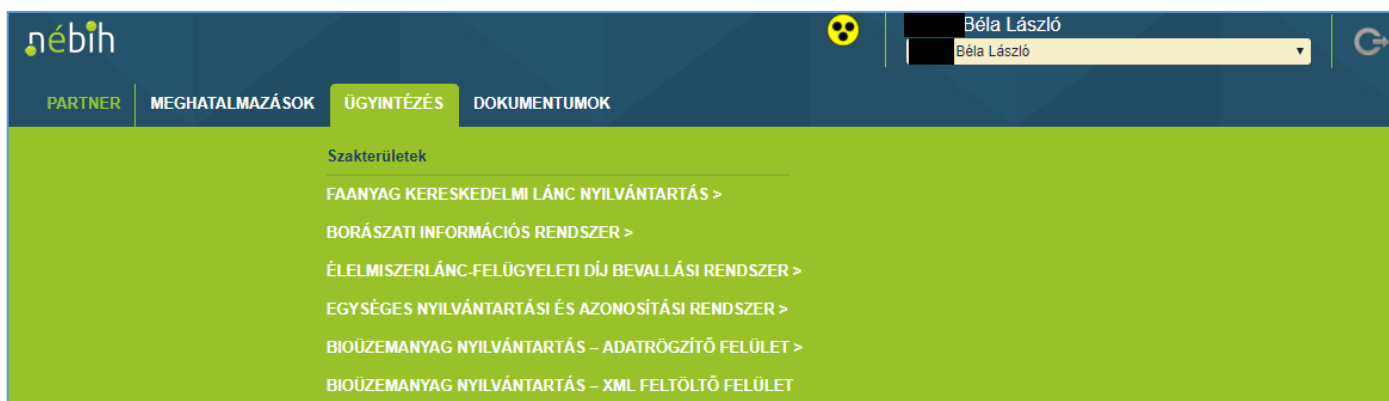 nébih
Béla László
Béla László
PARTNER MEGHATALMAZÁSOK ÜGYINTÉZÉS DOKUMENTUMOK
Szakterületek
FAANYAG KERESKEDELMI LÁNC NYILVÁNTARTÁS >
BORÁSZATI INFORMÁCIÓS RENDSZER >
ÉLELMISZERLÁNC-FELÜGYELETI DÍJ BEVALLÁSI RENDSZER >
EGYSÉGES NYILVÁNTARTÁSI ÉS AZONOSÍTÁSI RENDSZER >
BIOÜZEMANYAG NYILVÁNTARTÁS – ADATRÖGZÍTŐ FELÜLET >
BIOÜZEMANYAG NYILVÁNTARTÁS – XML FELTÖLTŐ FELÜLET